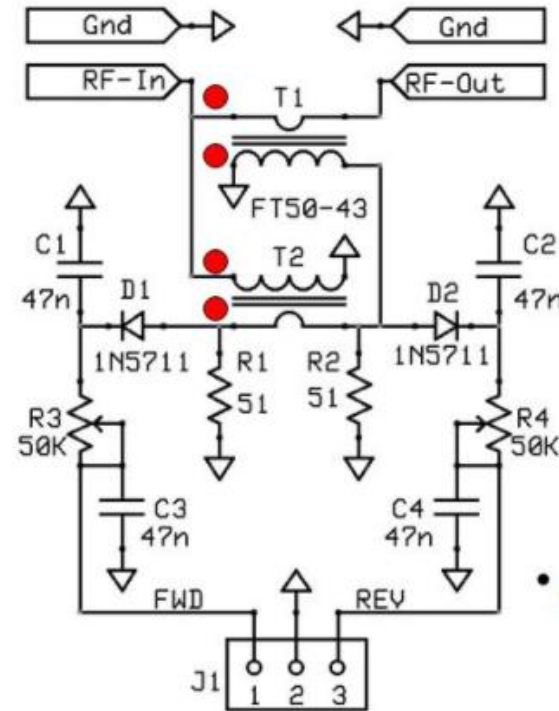 Gnd Gnd
RF-In RF-Out
T1
FT50-43
C1 T2 C2
47n D1 D2 47n
1N5711 R1 R2 1N5711
R3 51 51 R4
50K 50K
C3 C4
47n 47n
FWD REV
J1
1 2 3